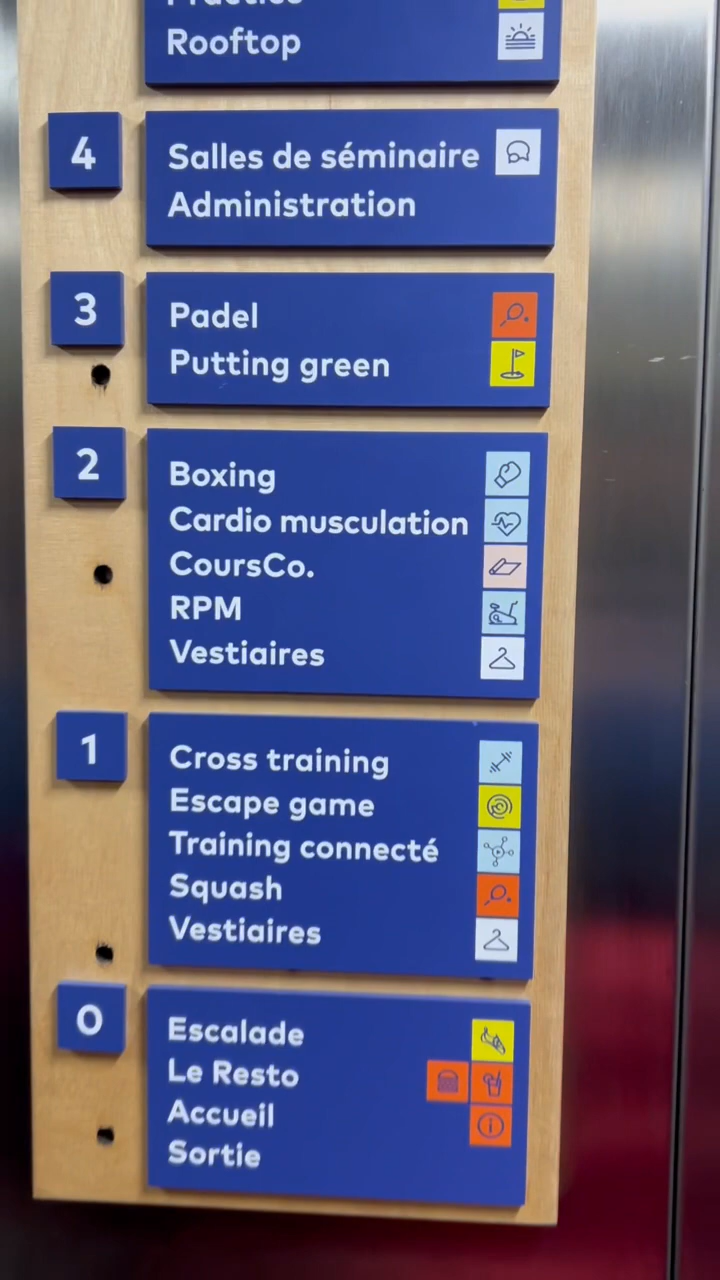 Practice
Rooftop
4
Salles de séminaire
Administration
3
Padel
Putting green
2
Boxing
Cardio musculation
CoursCo.
RPM
Vestiaires
1
Cross training
Escape game
Training connecté
Squash
Vestiaires
0
Escalade
Le Resto
Accueil
Sortie